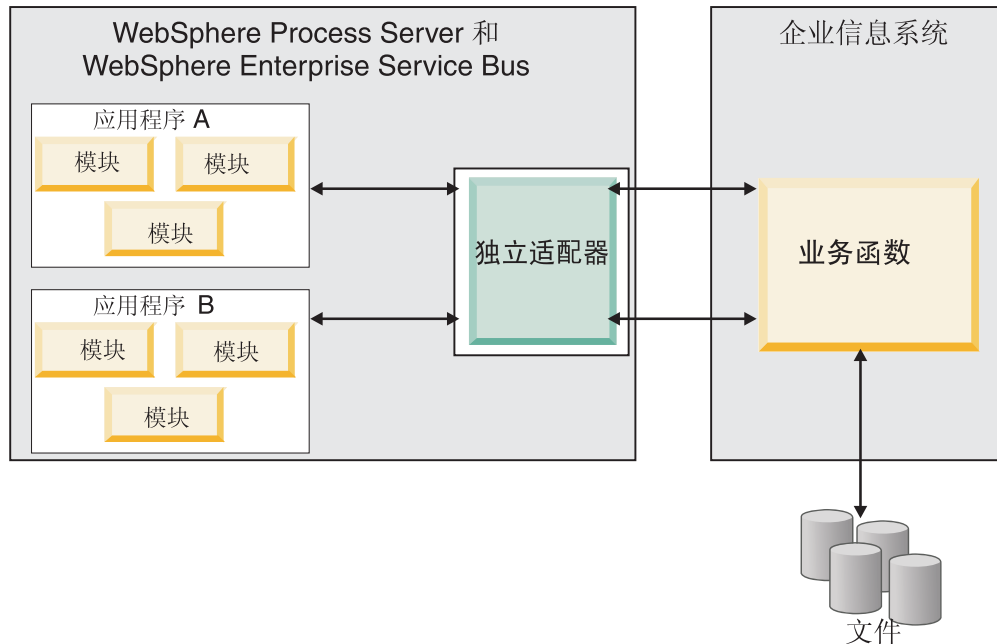 WebSphere Process Server 和
WebSphere Enterprise Service Bus
应用程序 A
模块
模块
模块
应用程序 B
模块
模块
模块
独立适配器
企业信息系统
业务函数
文件